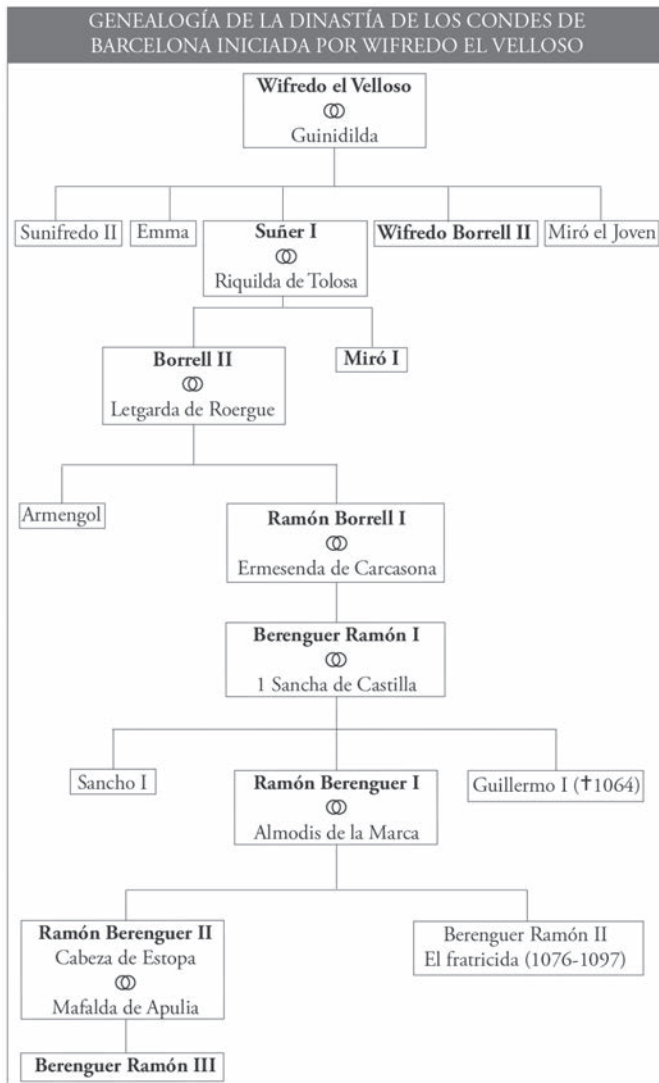 GENEALOGÍA DE LA DINASTÍA DE LOS CONDES DE
BARCELONA INICIADA POR WIFREDO EL VELLOSO
Wifredo el Velloso
Guinidilda
Sunifredo II
Emma
Suñer I
Riquilda de Tolosa
Wifredo Borrell II
Miró el Joven
Borrell II
Letgarda de Roergue
Miró I
Armengol
Ramón Borrell I
Ermesenda de Carcasona
Berenguer Ramón I
1 Sancha de Castilla
Sancho I
Ramón Berenguer I
Almodis de la Marca
Guillermo I (✝1064)
Ramón Berenguer II
Cabeza de Estopa
Mafalda de Apulia
Berenguer Ramón II
El fratricida (1076-1097)
Berenguer Ramón III